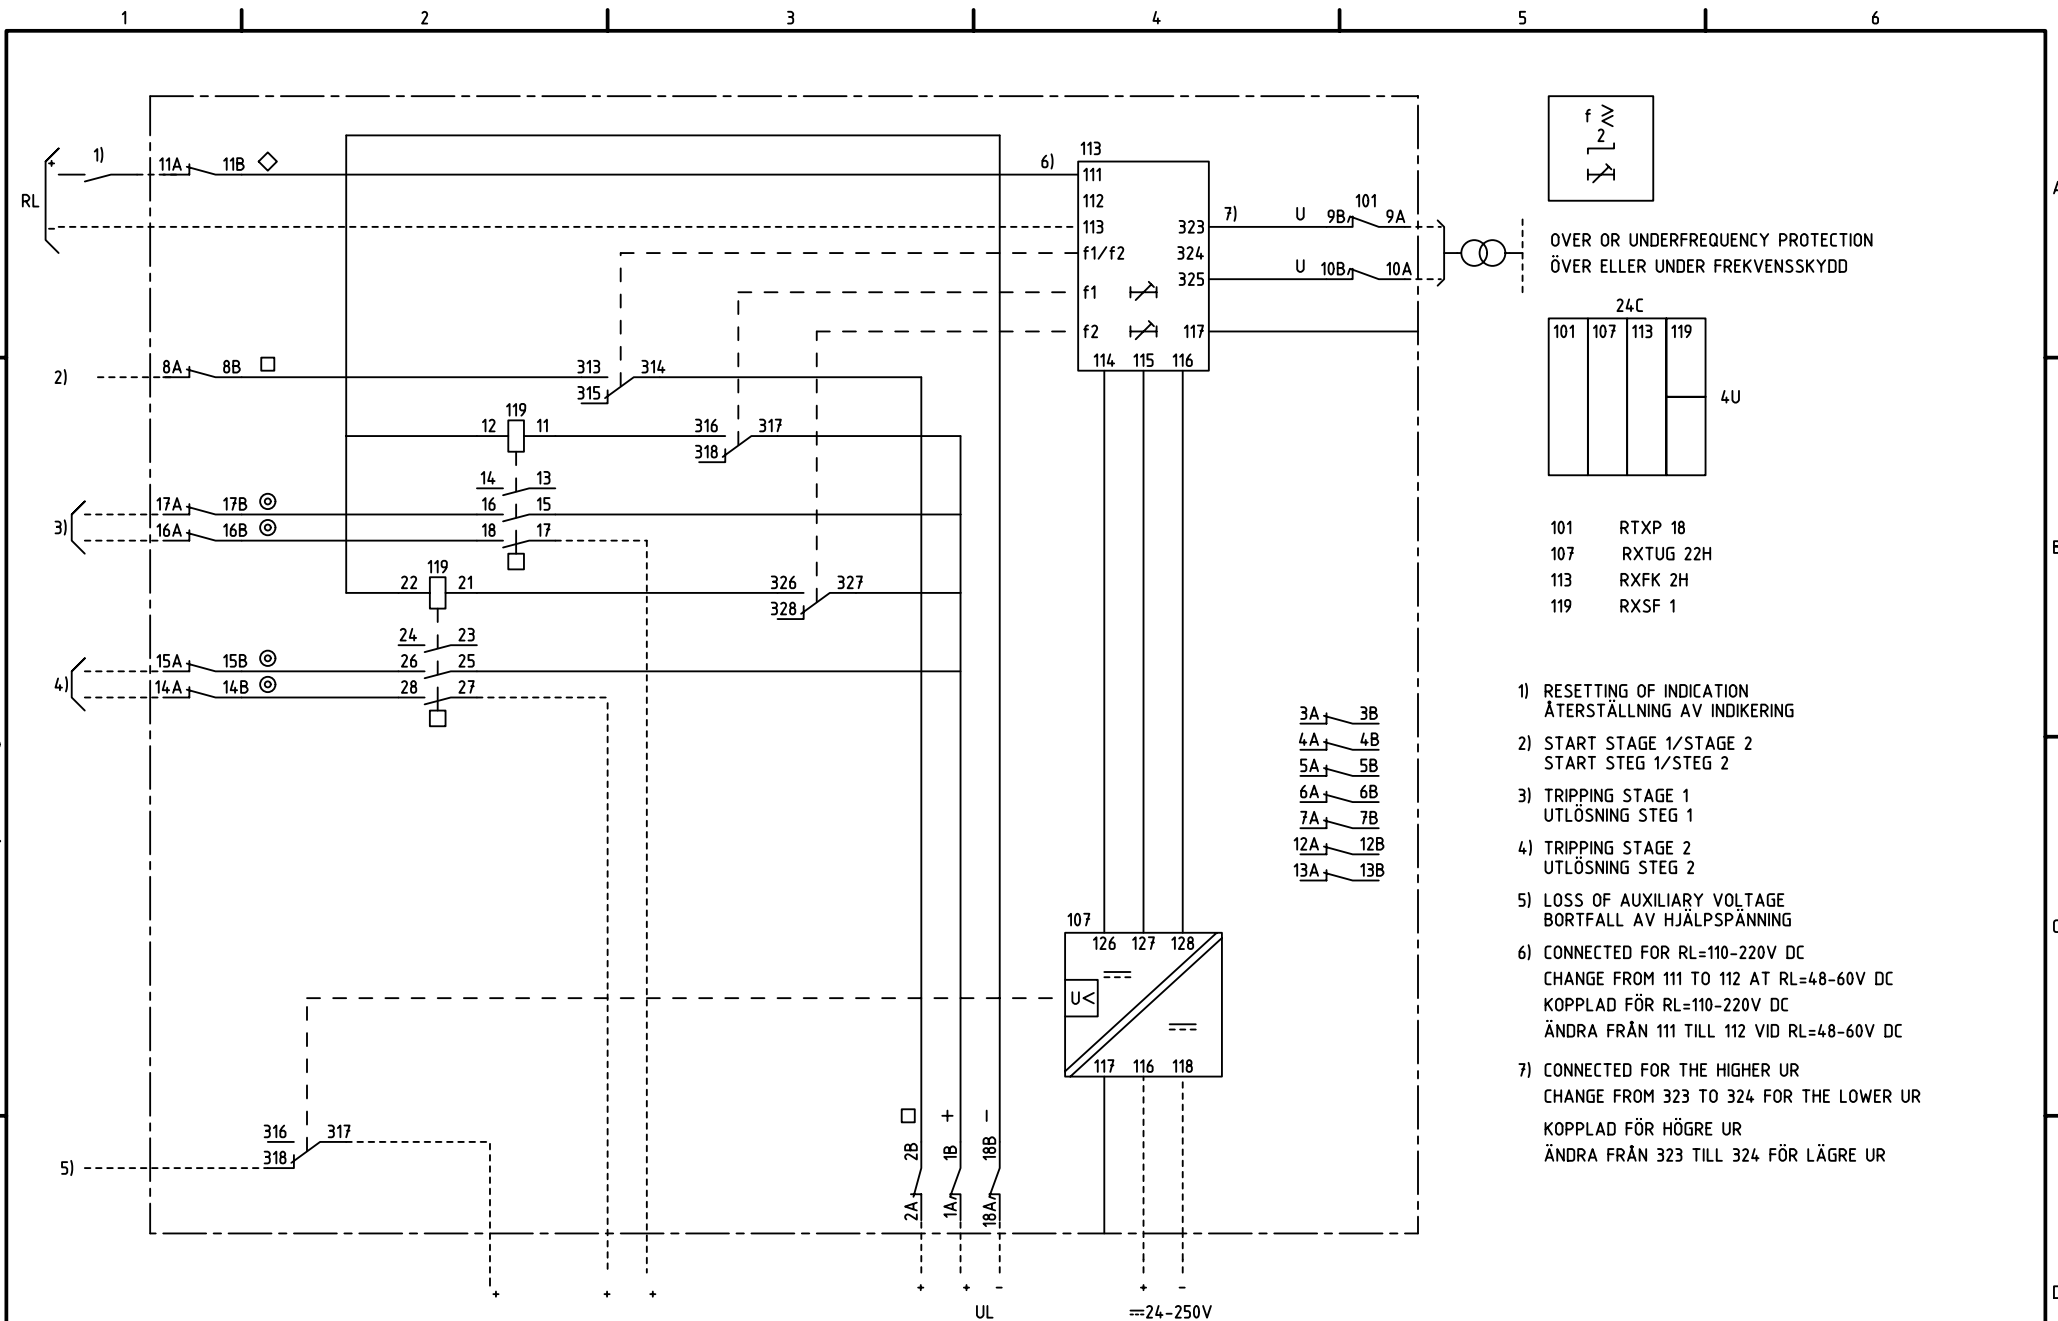 1 2 3 4 5 6
113
1) 11A 11B 6) 111
RL + -
112
113 323 7) U 9B 101 9A
f1/f2 324
325 U 10B 10A
f1
f2 117
114 115 116
2) 8A 8B 313 314
315
119
12 11 316 317
318
14 13
3) 17A 17B 16 15
16A 16B 18 17
119
22 21 326 327
328
24 23
4) 15A 15B 26 25
14A 14B 28 27
3A 3B
4A 4B
5A 5B
6A 6B
7A 7B
12A 12B
13A 13B
107
126 127 128
U<
117 116 118
316 317
5) 318
+ -
2B 1B 18B
2A 1A 18A
+ + + + + - + -
UL 24-250V
f ≷
2
A
OVER OR UNDERFREQUENCY PROTECTION
ÖVER ELLER UNDER FREKVENSSKYDD
24C
101 107 113 119
4U
101 RTXP 18
107 RXTUG 22H
113 RXFK 2H
119 RXSF 1
1) RESETTING OF INDICATION
ÅTERSTÄLLNING AV INDIKERING
2) START STAGE 1/STAGE 2
START STEG 1/STEG 2
3) TRIPPING STAGE 1
UTLÖSNING STEG 1
4) TRIPPING STAGE 2
UTLÖSNING STEG 2
5) LOSS OF AUXILIARY VOLTAGE
BORTFALL AV HJÄLPSPÄNNING
6) CONNECTED FOR RL=110-220V DC
CHANGE FROM 111 TO 112 AT RL=48-60V DC
KOPPLAD FÖR RL=110-220V DC
ÄNDRA FRÅN 111 TILL 112 VID RL=48-60V DC
7) CONNECTED FOR THE HIGHER UR
CHANGE FROM 323 TO 324 FOR THE LOWER UR
KOPPLAD FÖR HÖGRE UR
ÄNDRA FRÅN 323 TILL 324 FÖR LÄGRE UR